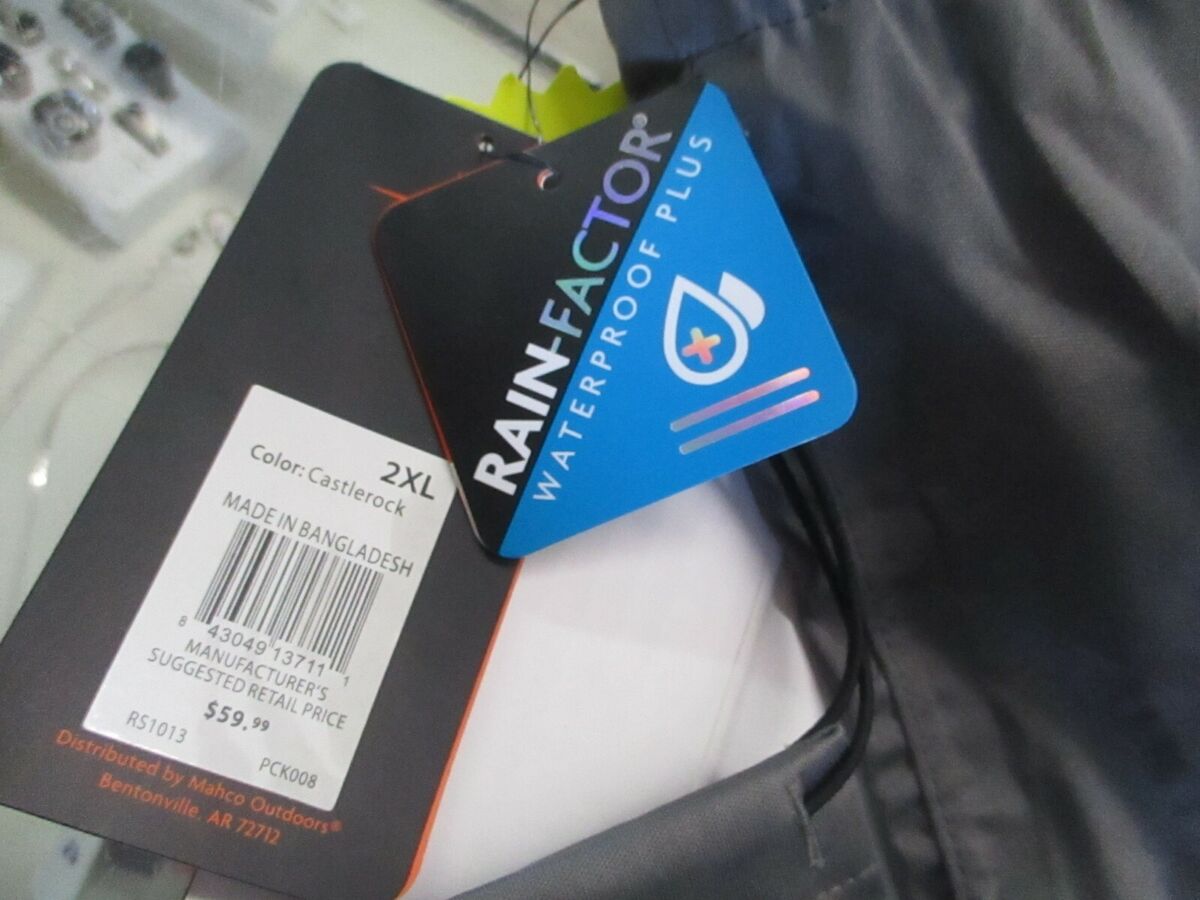 RAIN-FACTOR®
WATERPROOF PLUS
2XL
Color: Castlerock
MADE IN BANGLADESH
8 43049 13711 1
MANUFACTURER'S
SUGGESTED RETAIL PRICE
$59.99
RS1013
PCK008
Distributed by Mahco Outdoors®
Bentonville, AR 72712